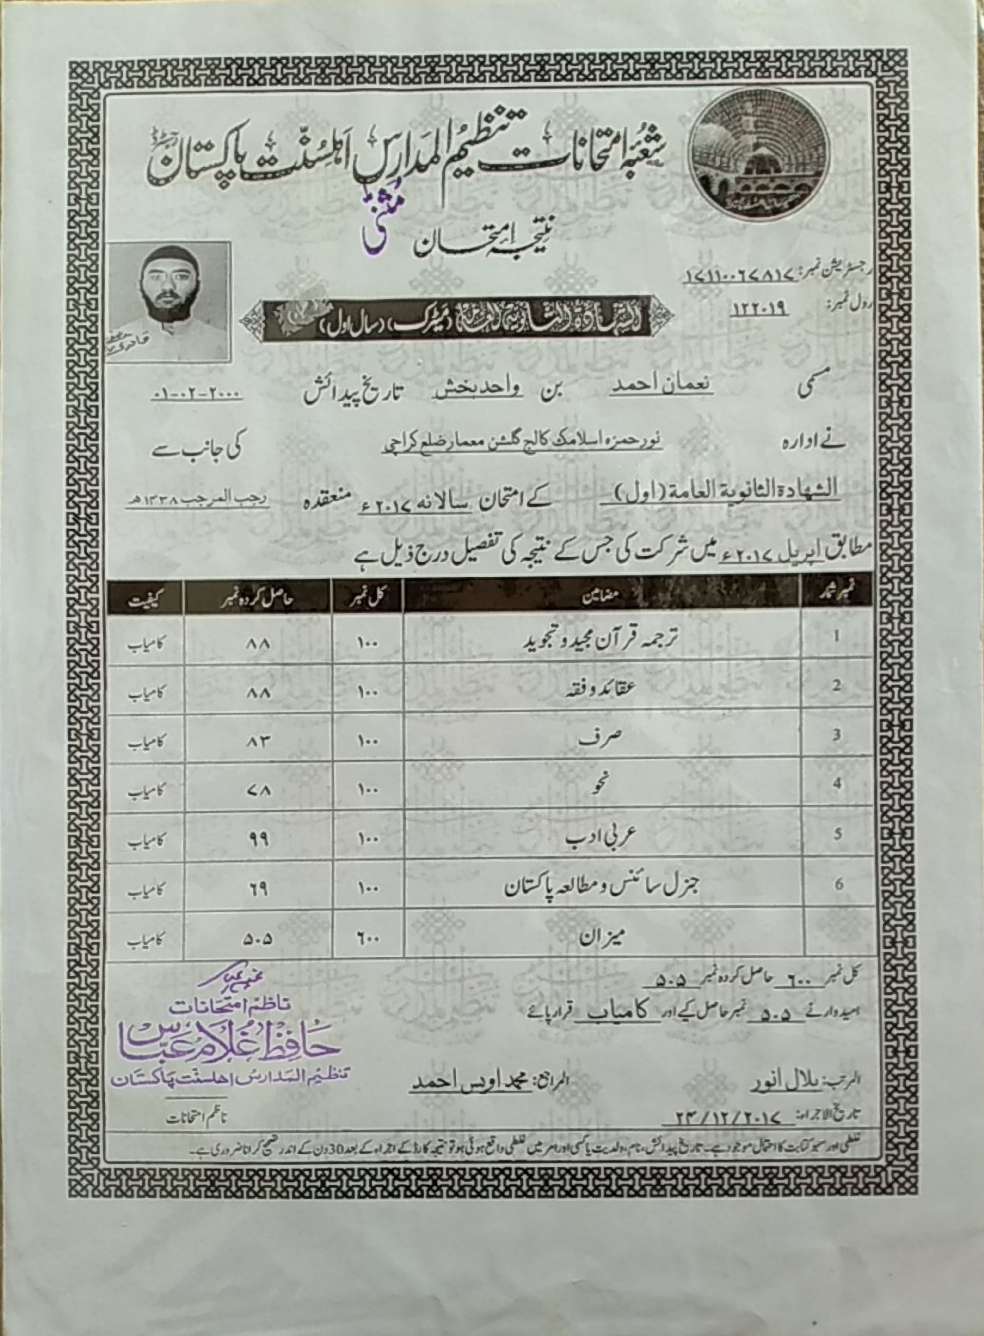 شعبہ امتحانات تنظیم المدارس اہلسنّت پاکستان
نتیجہ امتحان
مثنیٰ
رجسٹریشن نمبر: ۱۷۱۱۰۰۶۷۸۱۷
رول نمبر: ۱۲۲۰۱۹
الشہادۃ الثانویۃ العامۃ (میٹرک) (سال اول)
مسمی نعمان احمد بن واحد بخش تاریخ پیدائش ۰۱-۰۲-۲۰۰۰
نے ادارہ نور حمزہ اسلامک کالج گلشن معمار ضلع کراچی کی جانب سے
الشهادة الثانوية العامة (اول) کے امتحان سالانہ ۲۰۱۷ء منعقدہ رجب المرجب ۱۴۳۸ھ
مطابق اپریل ۲۰۱۷ء میں شرکت کی جس کے نتیجہ کی تفصیل درج ذیل ہے
نمبر شمار مضامین کل نمبر حاصل کردہ نمبر کیفیت
1 ترجمہ قرآن مجید و تجوید ۱۰۰ ۸۸ کامیاب
2 عقائد و فقہ ۱۰۰ ۸۸ کامیاب
3 صرف ۱۰۰ ۸۳ کامیاب
4 نحو ۱۰۰ ۷۸ کامیاب
5 عربی ادب ۱۰۰ ۹۹ کامیاب
6 جنرل سائنس و مطالعہ پاکستان ۱۰۰ ۶۹ کامیاب
میزان ۶۰۰ ۵۰۵ کامیاب
کل نمبر ۶۰۰ حاصل کردہ نمبر ۵۰۵
امیدوار نے ۵۰۵ نمبر حاصل کیے اور کامیاب قرار پائے
ناظم امتحانات
حافظ غلام عباس
تنظیم المدارس اهلسنت پاکستان
ناظم امتحانات
المرتب: بلال انور المراجع: محمد اویس احمد
تاریخ الاجراء: ۲۳/۱۲/۲۰۱۷
غلطی اور سہو کتابت کا احتمال موجود ہے۔ تاریخ پیدائش، نام، ولدیت یا کسی اور امر میں غلطی واقع ہوئی ہو تو نتیجہ کارڈ کے اجراء کے بعد 30 دن کے اندر تصحیح کرانا ضروری ہے۔